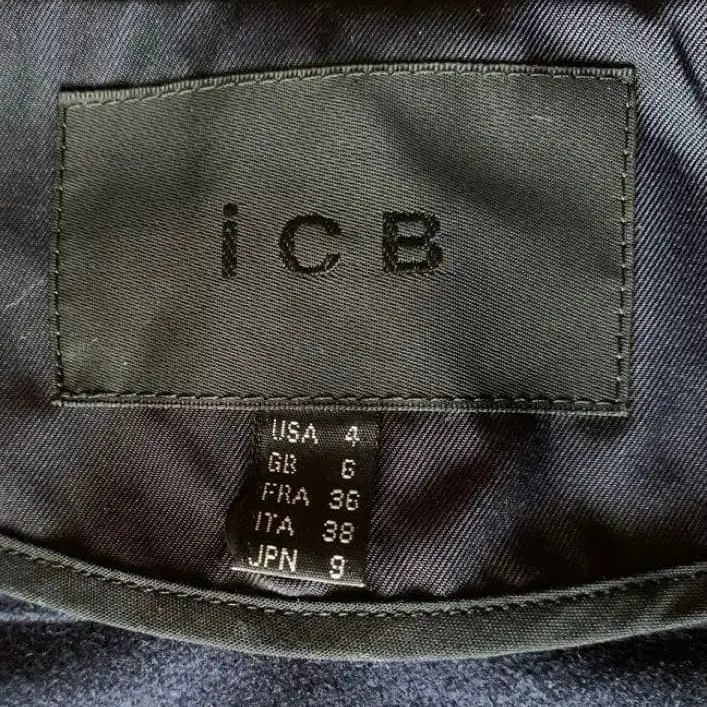 iCB
USA 4
GB 6
FRA 36
ITA 38
JPN 9